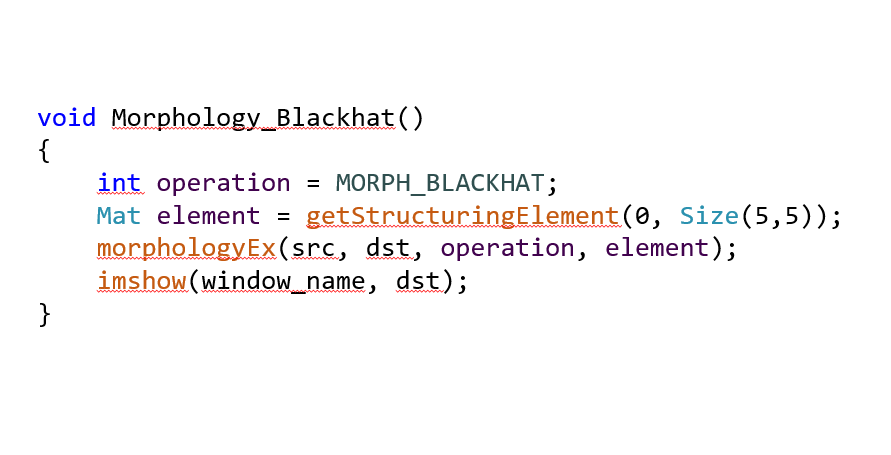 void Morphology_Blackhat()
{
    int operation = MORPH_BLACKHAT;
    Mat element = getStructuringElement(0, Size(5,5));
    morphologyEx(src, dst, operation, element);
    imshow(window_name, dst);
}